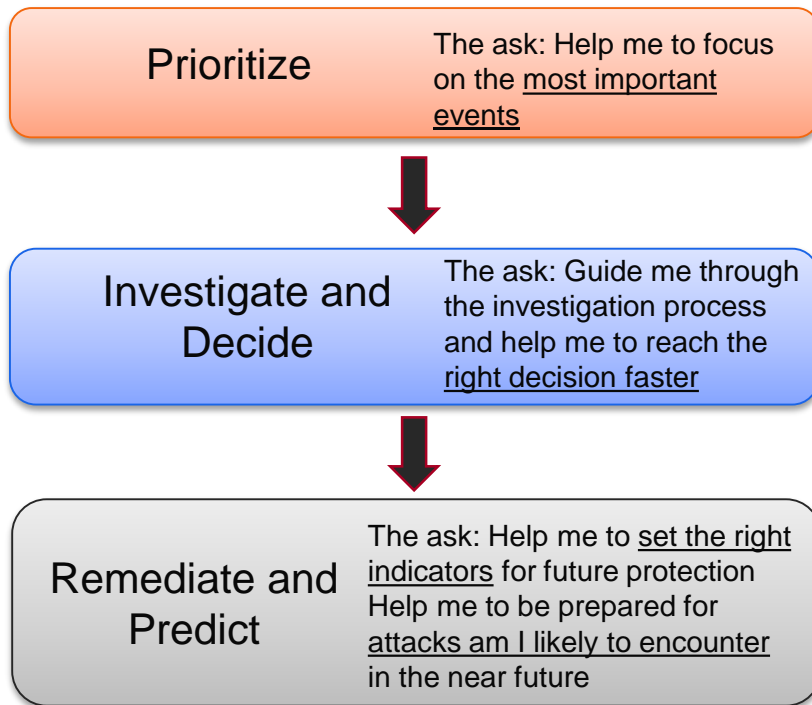 Prioritize
The ask: Help me to focus
on the most important
events
Investigate and
Decide
The ask: Guide me through
the investigation process
and help me to reach the
right decision faster
Remediate and
Predict
The ask: Help me to set the right
indicators for future protection
Help me to be prepared for
attacks am I likely to encounter
in the near future